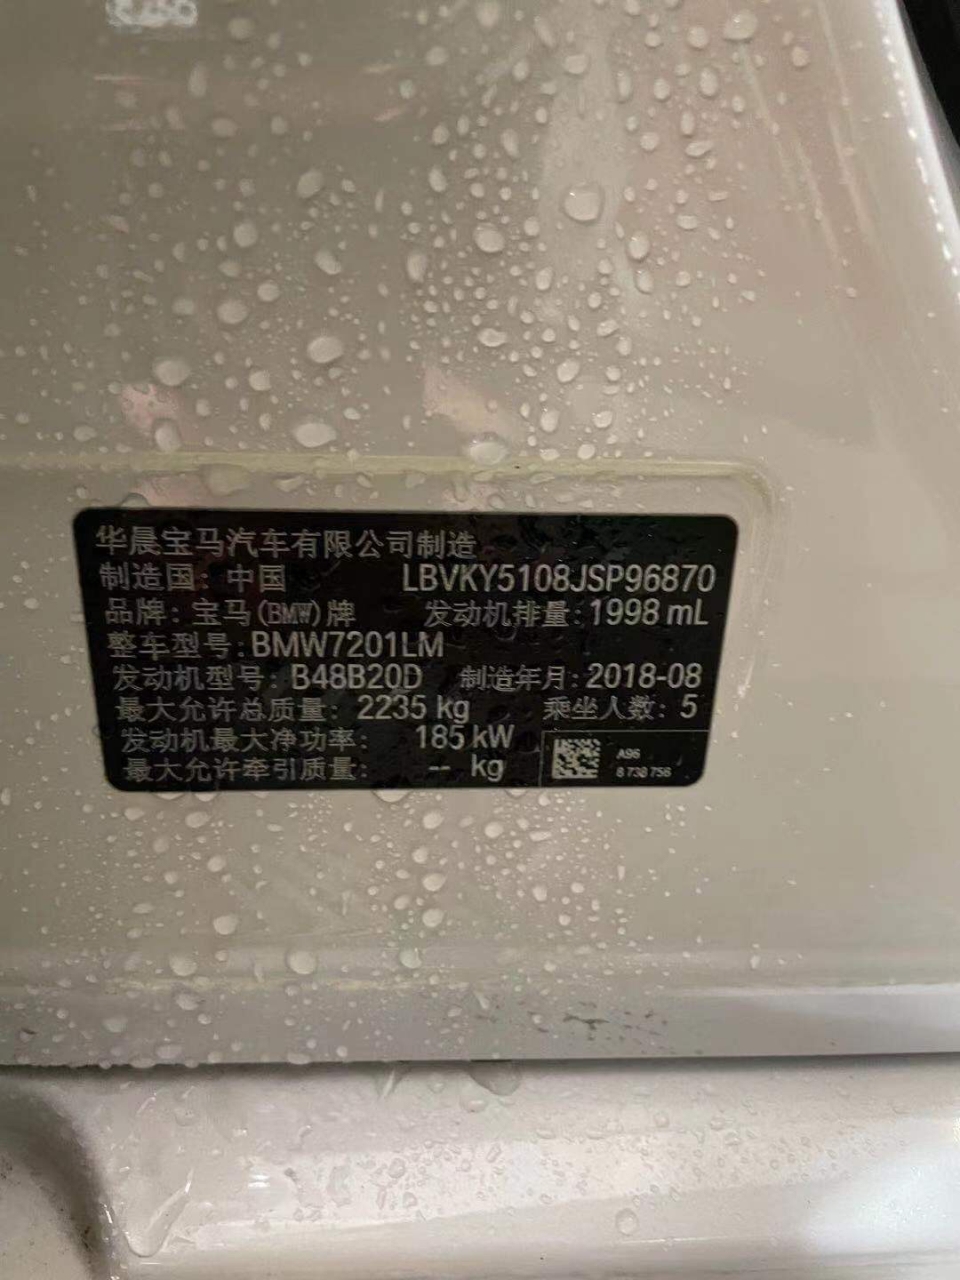 华晨宝马汽车有限公司制造
制造国：中国 LBVKY5108JSP96870
品牌：宝马(BMW)牌 发动机排量：1998 mL
整车型号：BMW7201LM
发动机型号：B48B20D 制造年月：2018-08
最大允许总质量：2235 kg 乘坐人数：5
发动机最大净功率：185 kW
最大允许牵引质量：-- kg
A96
8 738 756